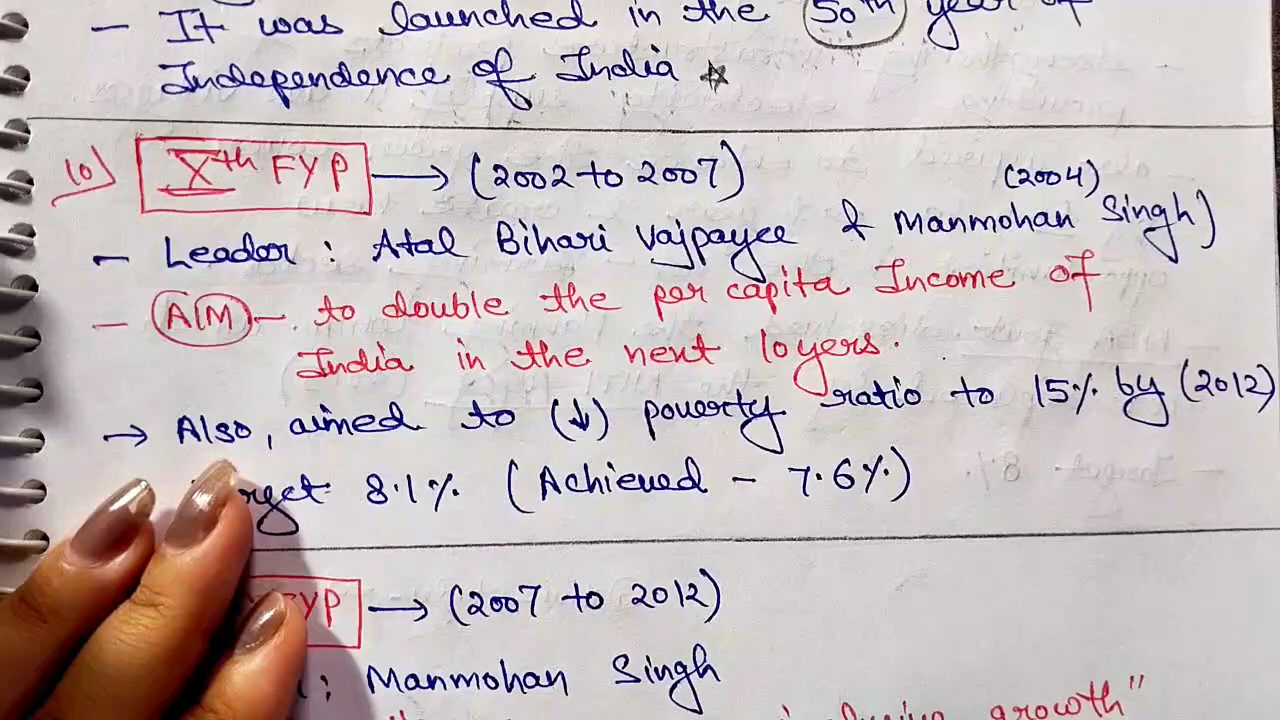 – It was launched in the 50th year of
Independence of India ☆
10) Xth FYP → (2002 to 2007)
(2004)
– Leader : Atal Bihari Vajpayee & Manmohan Singh)
– AIM – to double the per capita Income of
India in the next 10yers.
→ Also, aimed to (↓) poverty ratio to 15% by (2012)
8.1% (Achieved – 7.6%)
FYP → (2007 to 2012)
: Manmohan Singh
growth"